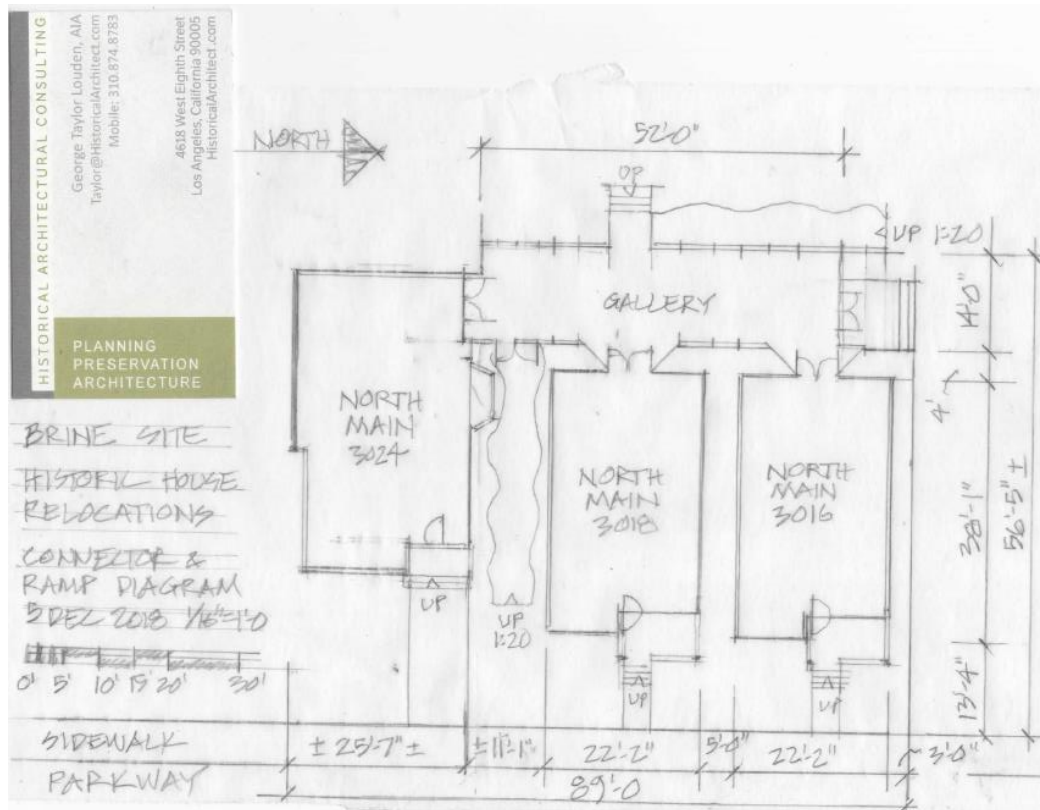 HISTORICAL ARCHITECTURAL CONSULTING
George Taylor Louden, AIA
Taylor@HistoricalArchitect.com
Mobile: 310.874.8783
4618 West Eighth Street
Los Angeles, California 90005
HistoricalArchitect.com
PLANNING
PRESERVATION
ARCHITECTURE
BRINE SITE
HISTORIC HOUSE
RELOCATIONS
CONNECTOR &
RAMP DIAGRAM
5 DEC 2018 1/16"=1'-0
0' 5' 10' 15' 20' 30'
NORTH
52'-0"
UP
UP 1:20
GALLERY
14'-0"
4'
38'-1"
56'-5" ±
13'-4"
NORTH
MAIN
3024
NORTH
MAIN
3018
NORTH
MAIN
3016
UP
UP
1:20
UP
UP
SIDEWALK
PARKWAY
± 25'-7" ±
± 11'-1"
22'-2"
5'-0"
22'-2"
~ 3'-0"
89'-0